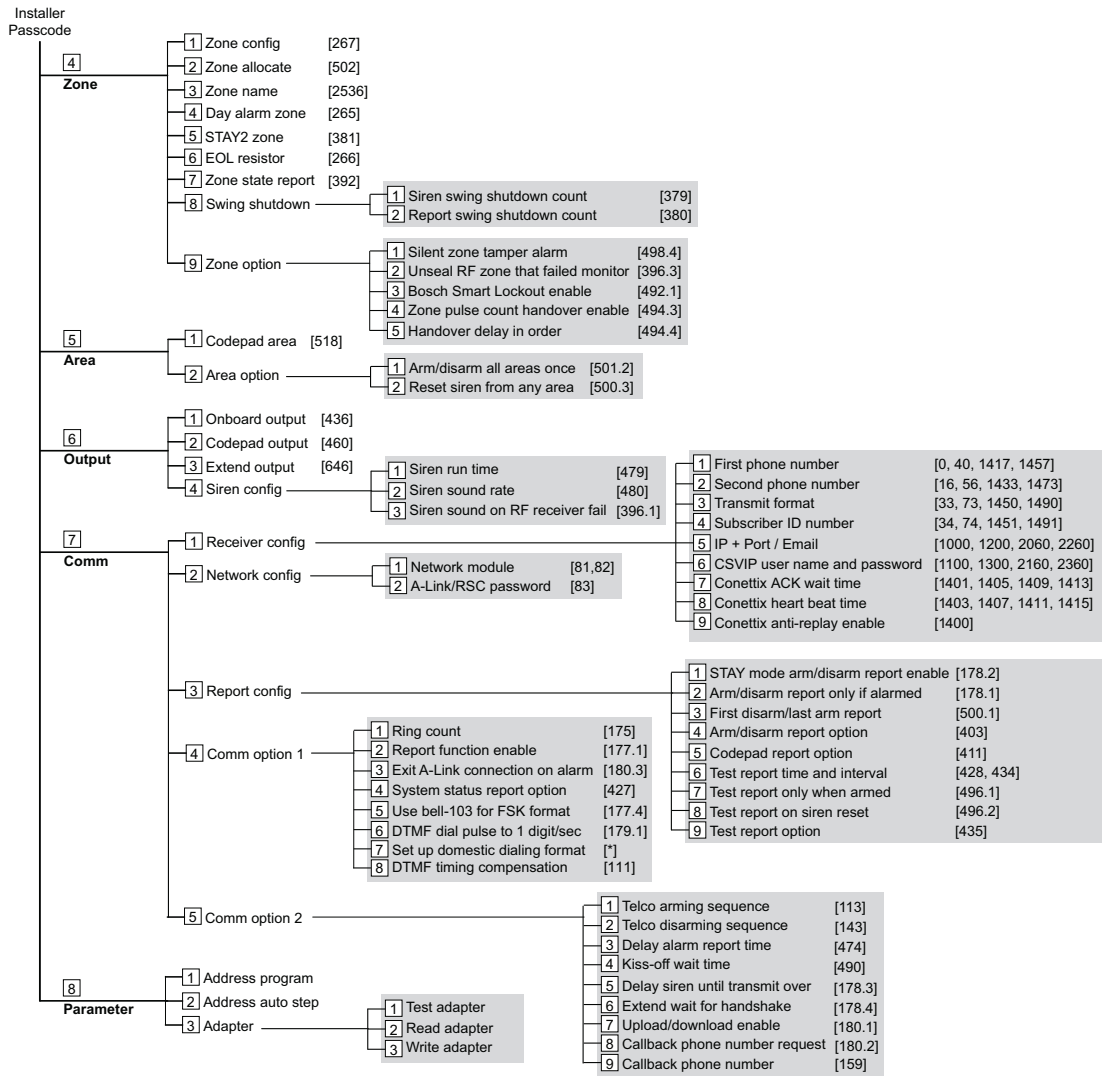 Installer
Passcode
4
Zone
1 Zone config [267]
2 Zone allocate [502]
3 Zone name [2536]
4 Day alarm zone [265]
5 STAY2 zone [381]
6 EOL resistor [266]
7 Zone state report [392]
8 Swing shutdown
1 Siren swing shutdown count [379]
2 Report swing shutdown count [380]
9 Zone option
1 Silent zone tamper alarm [498.4]
2 Unseal RF zone that failed monitor [396.3]
3 Bosch Smart Lockout enable [492.1]
4 Zone pulse count handover enable [494.3]
5 Handover delay in order [494.4]
5
Area
1 Codepad area [518]
2 Area option
1 Arm/disarm all areas once [501.2]
2 Reset siren from any area [500.3]
6
Output
1 Onboard output [436]
2 Codepad output [460]
3 Extend output [646]
4 Siren config
1 Siren run time [479]
2 Siren sound rate [480]
3 Siren sound on RF receiver fail [396.1]
7
Comm
1 Receiver config
1 First phone number [0, 40, 1417, 1457]
2 Second phone number [16, 56, 1433, 1473]
3 Transmit format [33, 73, 1450, 1490]
4 Subscriber ID number [34, 74, 1451, 1491]
5 IP + Port / Email [1000, 1200, 2060, 2260]
6 CSVIP user name and password [1100, 1300, 2160, 2360]
7 Conettix ACK wait time [1401, 1405, 1409, 1413]
8 Conettix heart beat time [1403, 1407, 1411, 1415]
9 Conettix anti-replay enable [1400]
2 Network config
1 Network module [81,82]
2 A-Link/RSC password [83]
3 Report config
1 STAY mode arm/disarm report enable [178.2]
2 Arm/disarm report only if alarmed [178.1]
3 First disarm/last arm report [500.1]
4 Arm/disarm report option [403]
5 Codepad report option [411]
6 Test report time and interval [428, 434]
7 Test report only when armed [496.1]
8 Test report on siren reset [496.2]
9 Test report option [435]
4 Comm option 1
1 Ring count [175]
2 Report function enable [177.1]
3 Exit A-Link connection on alarm [180.3]
4 System status report option [427]
5 Use bell-103 for FSK format [177.4]
6 DTMF dial pulse to 1 digit/sec [179.1]
7 Set up domestic dialing format [*]
8 DTMF timing compensation [111]
5 Comm option 2
1 Telco arming sequence [113]
2 Telco disarming sequence [143]
3 Delay alarm report time [474]
4 Kiss-off wait time [490]
5 Delay siren until transmit over [178.3]
6 Extend wait for handshake [178.4]
7 Upload/download enable [180.1]
8 Callback phone number request [180.2]
9 Callback phone number [159]
8
Parameter
1 Address program
2 Address auto step
3 Adapter
1 Test adapter
2 Read adapter
3 Write adapter